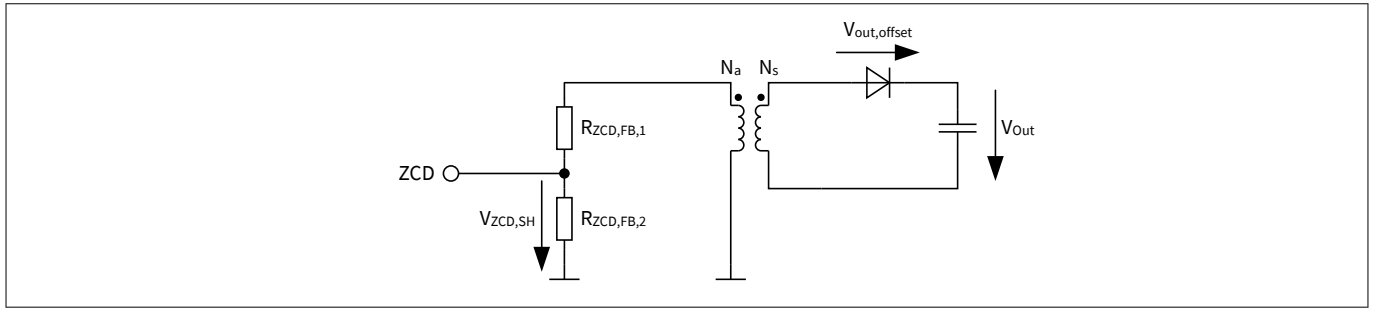 Vout,offset
Na Ns
RZCD,FB,1
VOut
ZCD
VZCD,SH
RZCD,FB,2